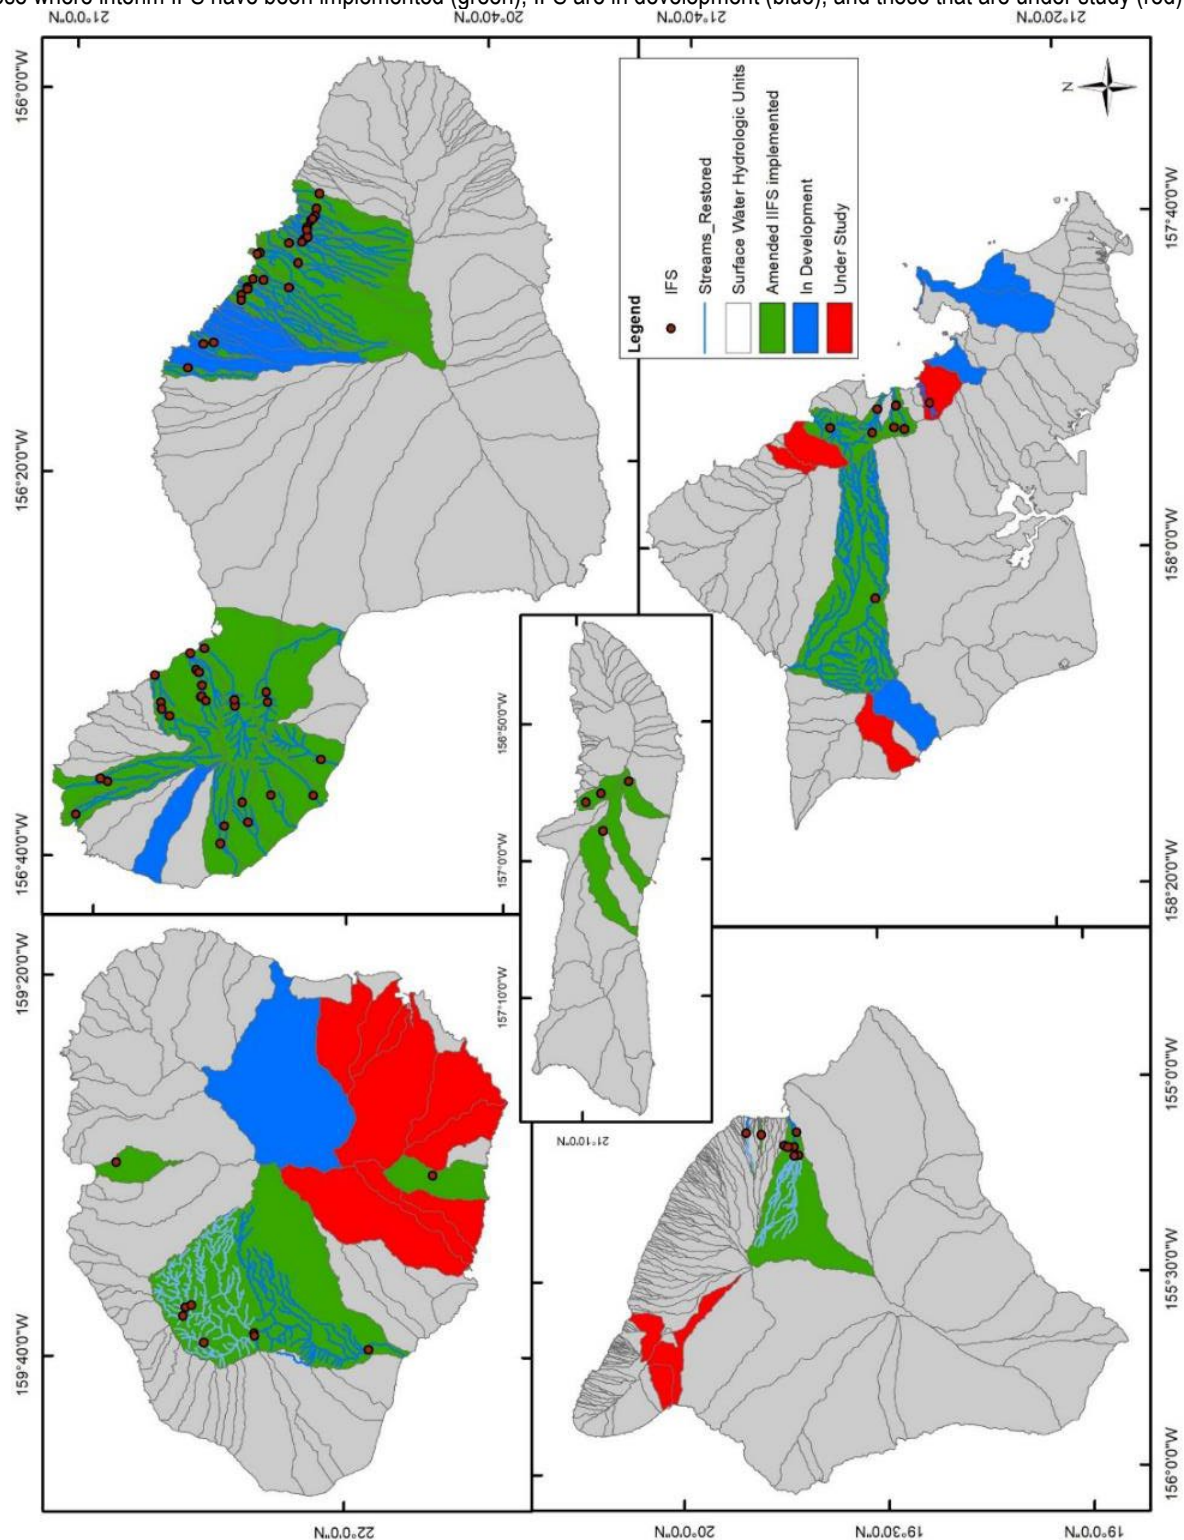 ose where interim IFS have been implemented (green), IFS are in development (blue), and those that are under study (red)
21°0'0"N
20°40'0"N
21°40'0"N
21°20'0"N
156°0'0"W
156°20'0"W
156°40'0"W
N
Legend
IFS
Streams_Restored
Surface Water Hydrologic Units
Amended IIFS implemented
In Development
Under Study
157°40'0"W
158°0'0"W
158°20'0"W
156°50'0"W
157°0'0"W
157°10'0"W
21°10'0"N
159°20'0"W
159°40'0"W
22°0'0"N
155°0'0"W
155°30'0"W
156°0'0"W
20°0'0"N
19°30'0"N
19°0'0"N